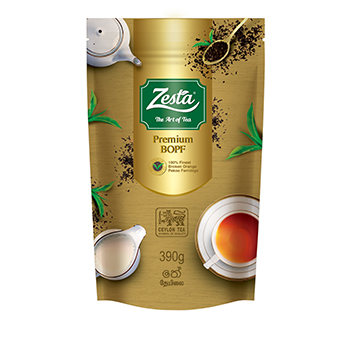 Zesta
The Art of Tea
Premium
BOPF
100% Finest
Broken Orange
Pekoe Fannings
CEYLON TEA
390g
තේ
தேயிலை